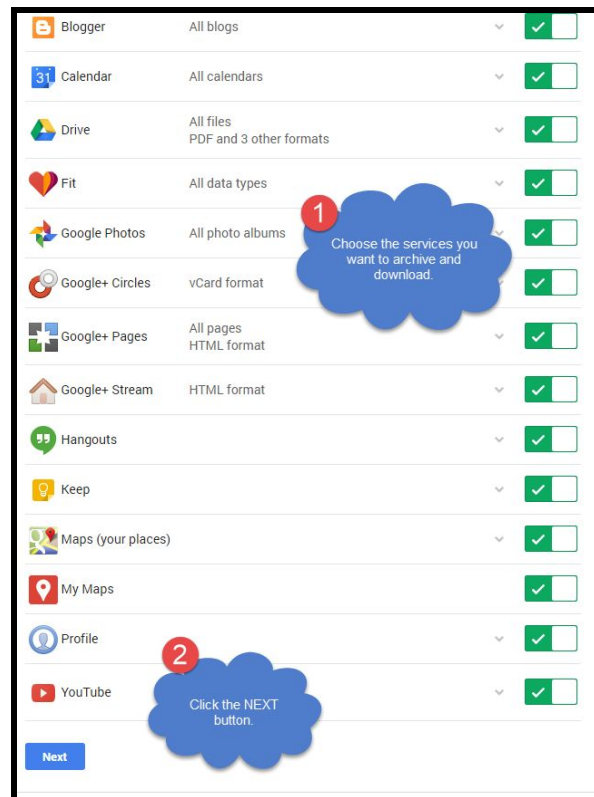 Blogger All blogs
31 Calendar All calendars
Drive All files
PDF and 3 other formats
Fit All data types
1
Google Photos All photo albums
Choose the services you
want to archive and
download.
Google+ Circles vCard format
Google+ Pages All pages
HTML format
Google+ Stream HTML format
Hangouts
Keep
Maps (your places)
My Maps
Profile
2
YouTube
Click the NEXT
button.
Next